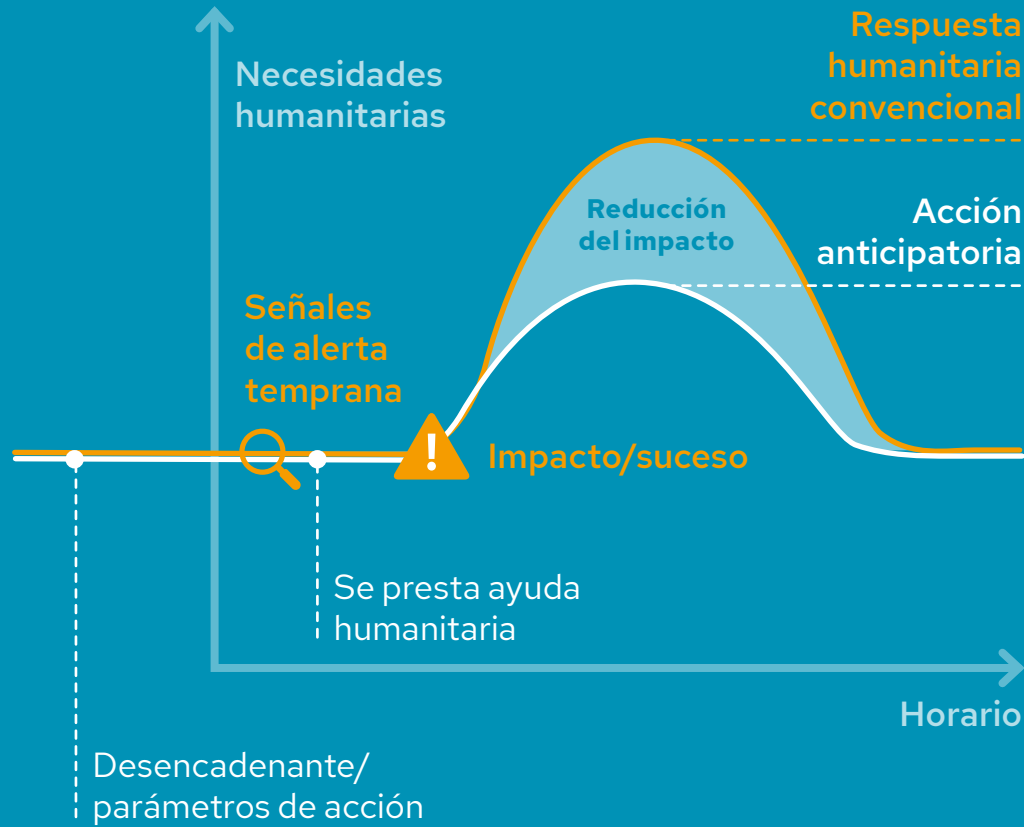 Respuesta
humanitaria
convencional
Necesidades
humanitarias
Reducción
del impacto
Acción
anticipatoria
Señales
de alerta
temprana
!
Impacto/suceso
Se presta ayuda
humanitaria
Horario
Desencadenante/
parámetros de acción